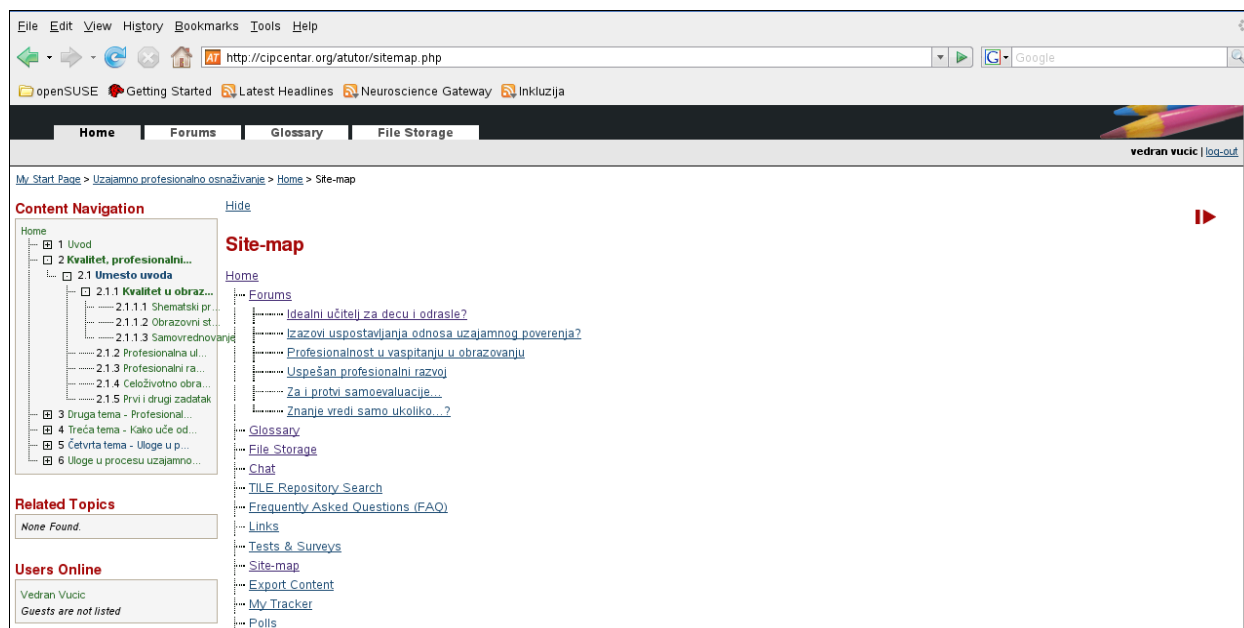 File Edit View History Bookmarks Tools Help
AT http://cipcentar.org/atutor/sitemap.php G Google
openSUSE Getting Started Latest Headlines Neuroscience Gateway Inkluzija
Home Forums Glossary File Storage
vedran vucic | log-out
My Start Page > Uzajamno profesionalno osnaživanje > Home > Site-map
Content Navigation
Home
1 Uvod
2 Kvalitet, profesionalni...
2.1 Umesto uvoda
2.1.1 Kvalitet u obraz...
2.1.1.1 Shematski pr...
2.1.1.2 Obrazovni st...
2.1.1.3 Samovrednovanje
2.1.2 Profesionalna ul...
2.1.3 Profesionalni ra...
2.1.4 Celoživotno obra...
2.1.5 Prvi i drugi zadatak
3 Druga tema - Profesional...
4 Treća tema - Kako uče od...
5 Četvrta tema - Uloge u p...
6 Uloge u procesu uzajamno...
Related Topics
None Found.
Users Online
Vedran Vucic
Guests are not listed
Hide
Site-map
Home
Forums
Idealni učitelj za decu i odrasle?
Izazovi uspostavljanja odnosa uzajamnog poverenja?
Profesionalnost u vaspitanju u obrazovanju
Uspešan profesionalni razvoj
Za i protvi samoevaluacije...
Znanje vredi samo ukoliko...?
Glossary
File Storage
Chat
TILE Repository Search
Frequently Asked Questions (FAQ)
Links
Tests & Surveys
Site-map
Export Content
My Tracker
Polls